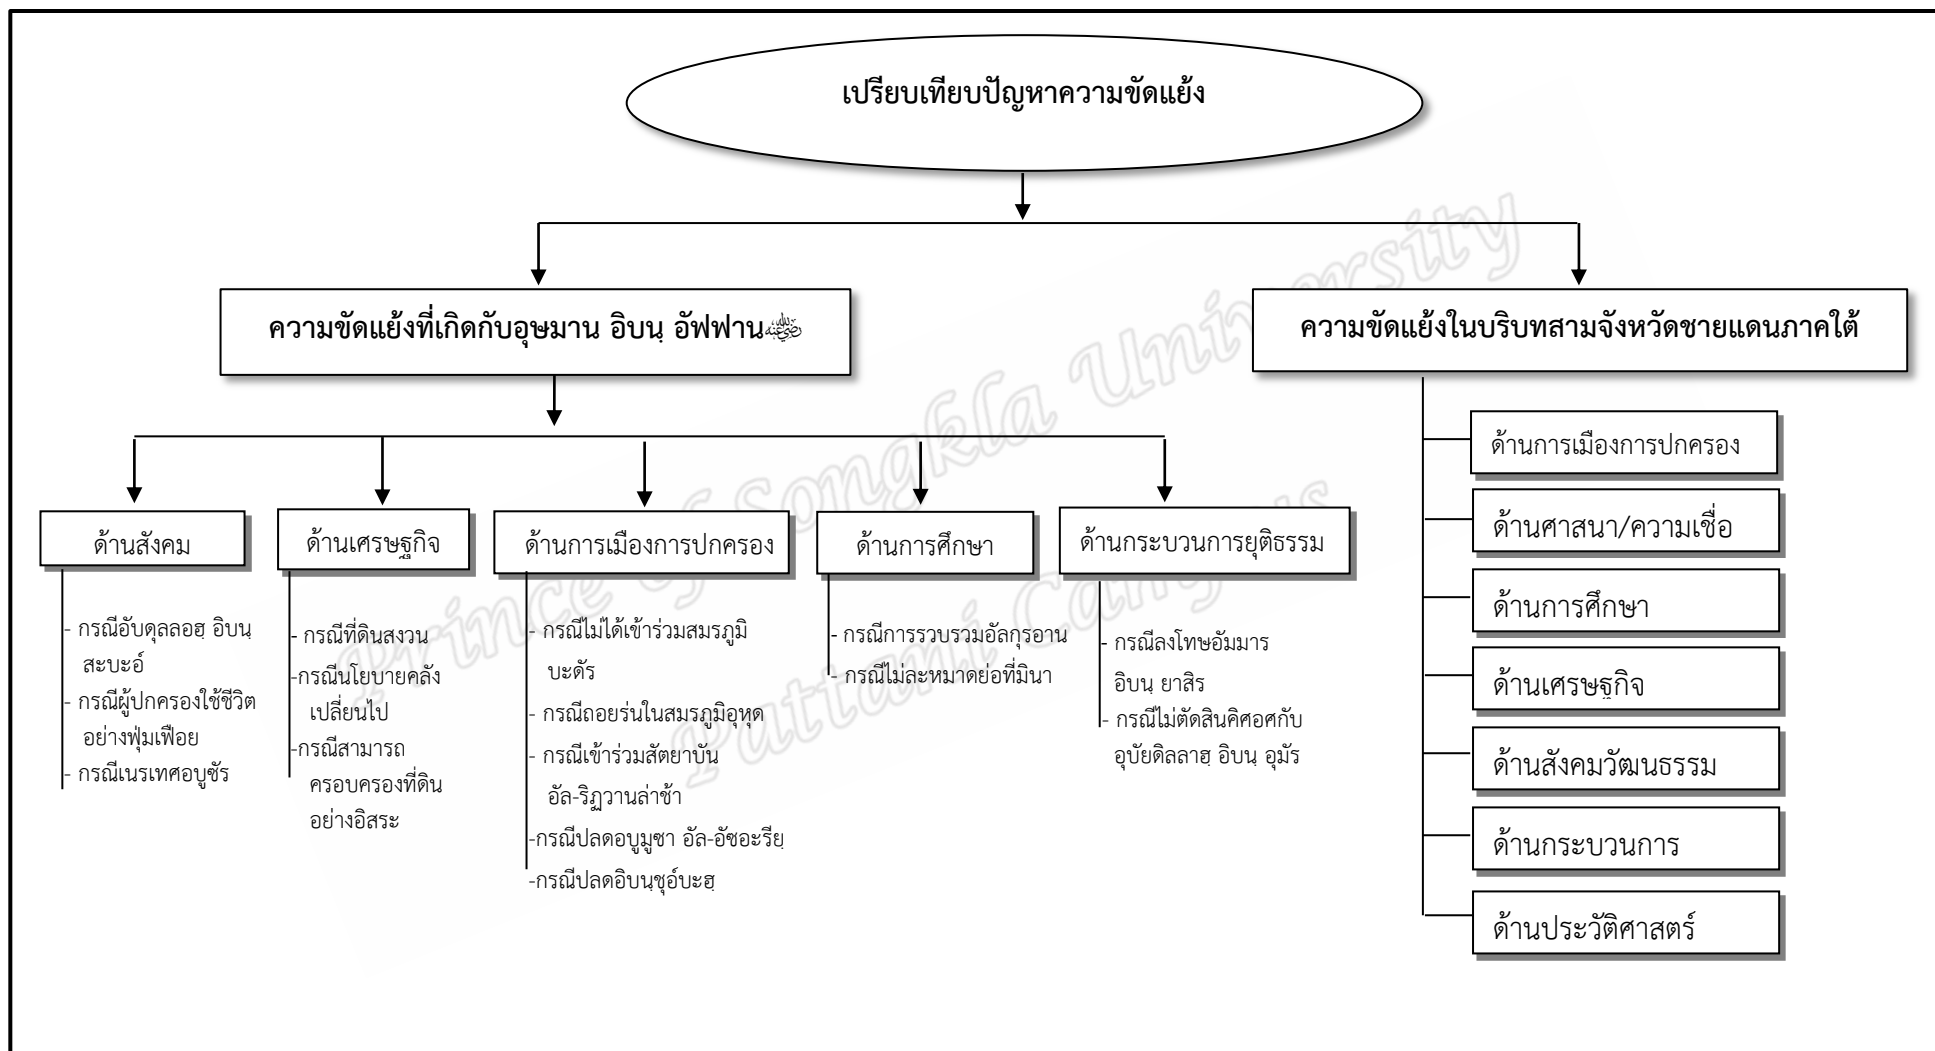 เปรียบเทียบปัญหาความขัดแย้ง
ความขัดแย้งที่เกิดกับอุษมาน อิบนฺ อัฟฟานؓ
ความขัดแย้งในบริบทสามจังหวัดชายแดนภาคใต้
ด้านสังคม
- กรณีอับดุลลอฮฺ อิบนฺ
สะบะอ์
- กรณีผู้ปกครองใช้ชีวิต
อย่างฟุ่มเฟือย
- กรณีเนรเทศอบูซัร
ด้านเศรษฐกิจ
- กรณีที่ดินสงวน
-กรณีนโยบายคลัง
เปลี่ยนไป
-กรณีสามารถ
ครอบครองที่ดิน
อย่างอิสระ
ด้านการเมืองการปกครอง
- กรณีไม่ได้เข้าร่วมสมรภูมิ
บะดัร
- กรณีถอยร่นในสมรภูมิอุหุด
- กรณีเข้าร่วมสัตยาบัน
อัล-ริฎวานล่าช้า
-กรณีปลดอบูมูซา อัล-อัชอะรียฺ
-กรณีปลดอิบนฺชุอ์บะฮฺ
ด้านการศึกษา
- กรณีการรวบรวมอัลกุรอาน
- กรณีไม่ละหมาดย่อที่มินา
ด้านกระบวนการยุติธรรม
- กรณีลงโทษอัมมาร
อิบนฺ ยาสิร
- กรณีไม่ตัดสินคิศอศกับ
อุบัยดิลลาฮฺ อิบนฺ อุมัร
ด้านการเมืองการปกครอง
ด้านศาสนา/ความเชื่อ
ด้านการศึกษา
ด้านเศรษฐกิจ
ด้านสังคมวัฒนธรรม
ด้านกระบวนการ
ด้านประวัติศาสตร์
Prince of Songkla University
Pattani Campus